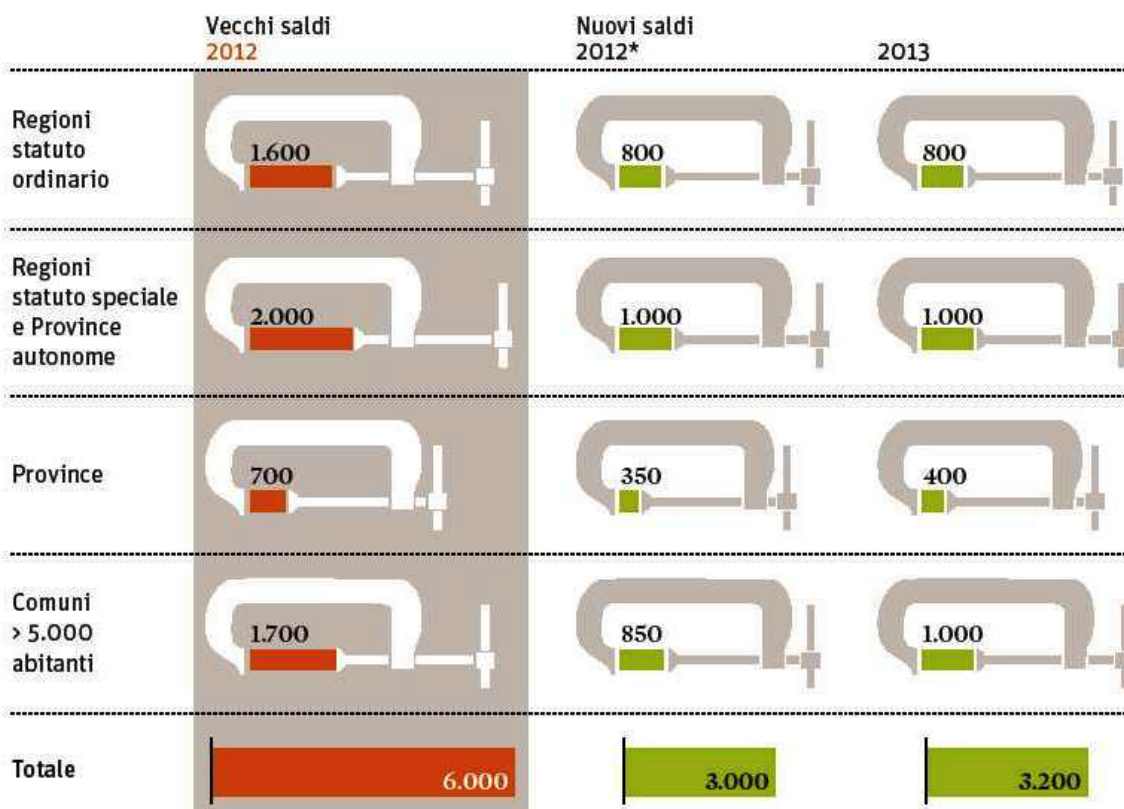 Vecchi saldi
2012
Nuovi saldi
2012*
2013
Regioni
statuto
ordinario
1.600
800
800
Regioni
statuto speciale
e Province
autonome
2.000
1.000
1.000
Province
700
350
400
Comuni
> 5.000
abitanti
1.700
850
1.000
Totale
6.000
3.000
3.200